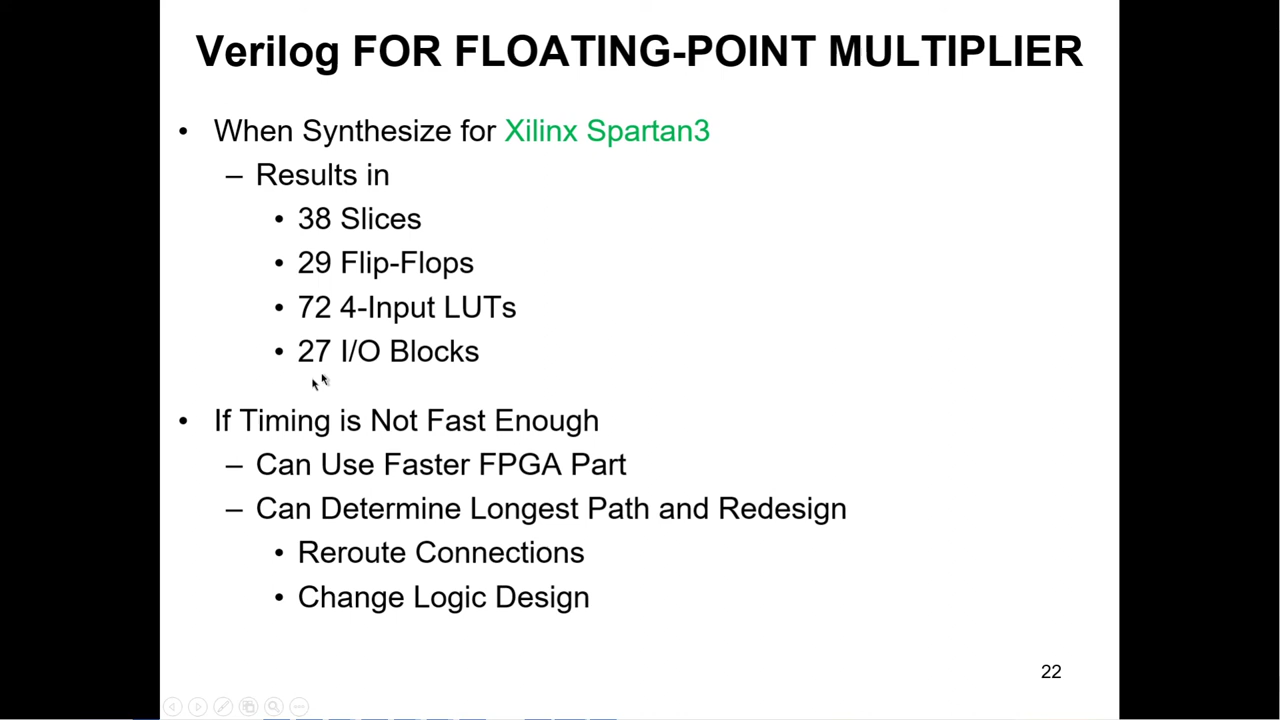 Verilog FOR FLOATING-POINT MULTIPLIER
• When Synthesize for Xilinx Spartan3
– Results in
• 38 Slices
• 29 Flip-Flops
• 72 4-Input LUTs
• 27 I/O Blocks
• If Timing is Not Fast Enough
– Can Use Faster FPGA Part
– Can Determine Longest Path and Redesign
• Reroute Connections
• Change Logic Design
22